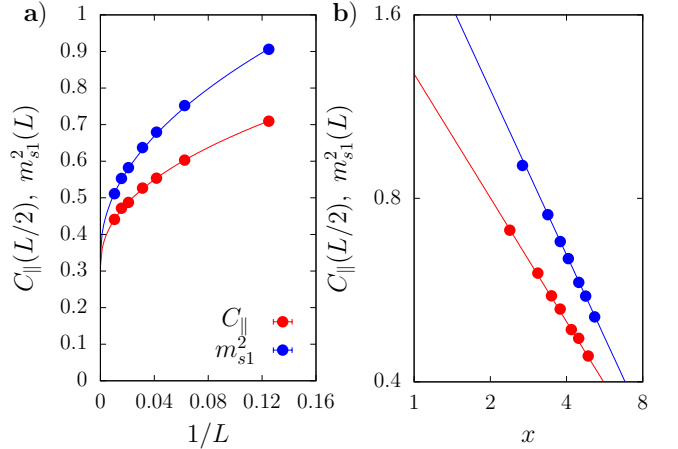 a)
C∥(L/2), m²ₛ₁(L)
1
0.9
0.8
0.7
0.6
0.5
0.4
0.3
0.2
0.1
0
C∥
m²ₛ₁
0 0.04 0.08 0.12 0.16
1/L
b)
C∥(L/2), m²ₛ₁(L)
1.6
0.8
0.4
1 2 4 8
x